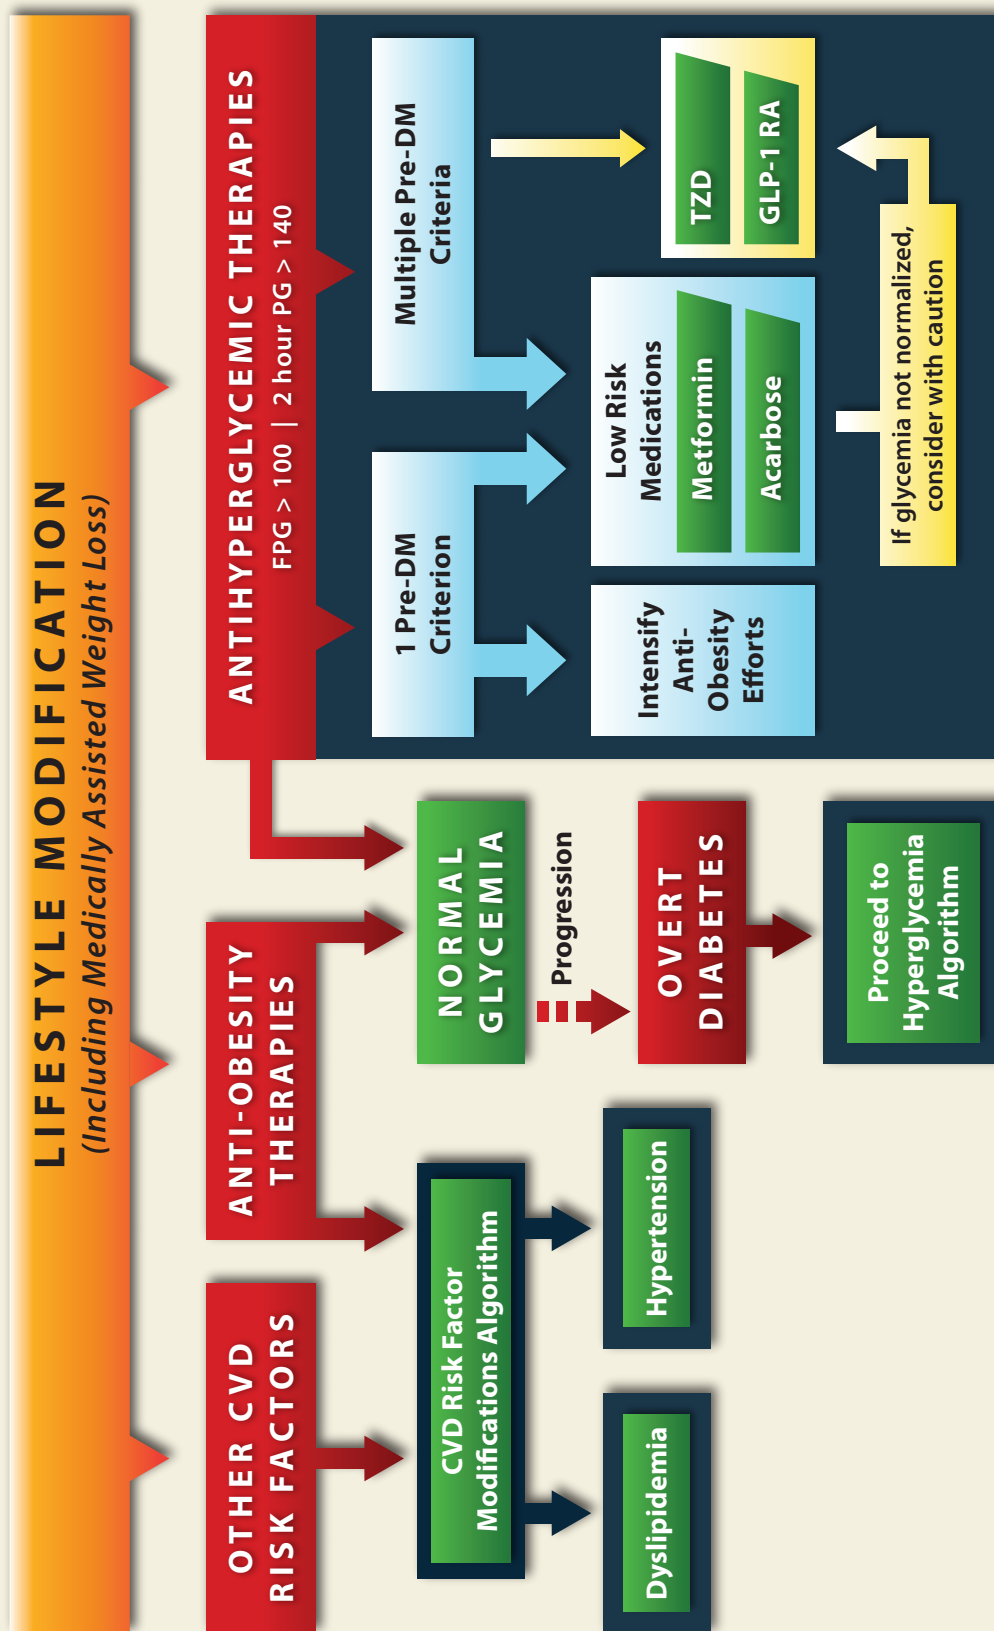 LIFESTYLE MODIFICATION
(Including Medically Assisted Weight Loss)
OTHER CVD
RISK FACTORS
ANTI-OBESITY
THERAPIES
ANTIHYPERGLYCEMIC THERAPIES
FPG > 100 | 2 hour PG > 140
CVD Risk Factor
Modifications Algorithm
Dyslipidemia
Hypertension
NORMAL
GLYCEMIA
Progression
OVERT
DIABETES
Proceed to
Hyperglycemia
Algorithm
1 Pre-DM
Criterion
Multiple Pre-DM
Criteria
Intensify
Anti-
Obesity
Efforts
Low Risk
Medications
Metformin
Acarbose
TZD
GLP-1 RA
If glycemia not normalized,
consider with caution